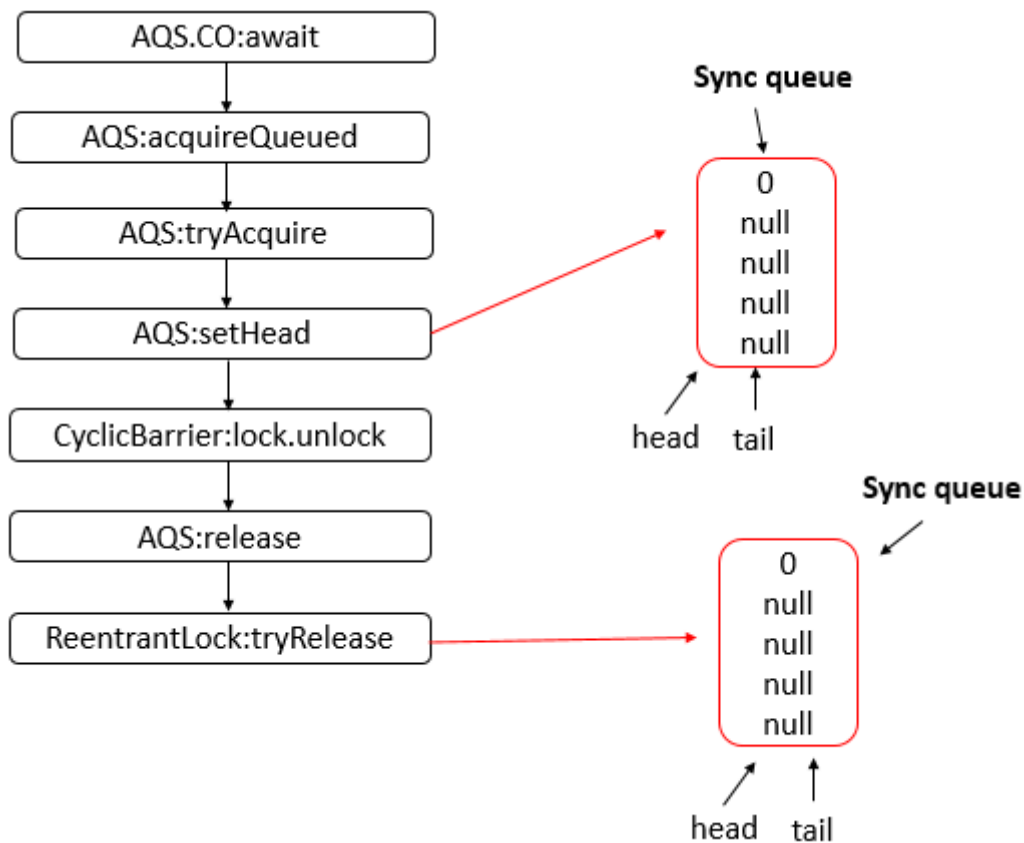 AQS.CO:await
AQS:acquireQueued
AQS:tryAcquire
AQS:setHead
CyclicBarrier:lock.unlock
AQS:release
ReentrantLock:tryRelease
Sync queue
0
null
null
null
null
head
tail
Sync queue
0
null
null
null
null
head
tail